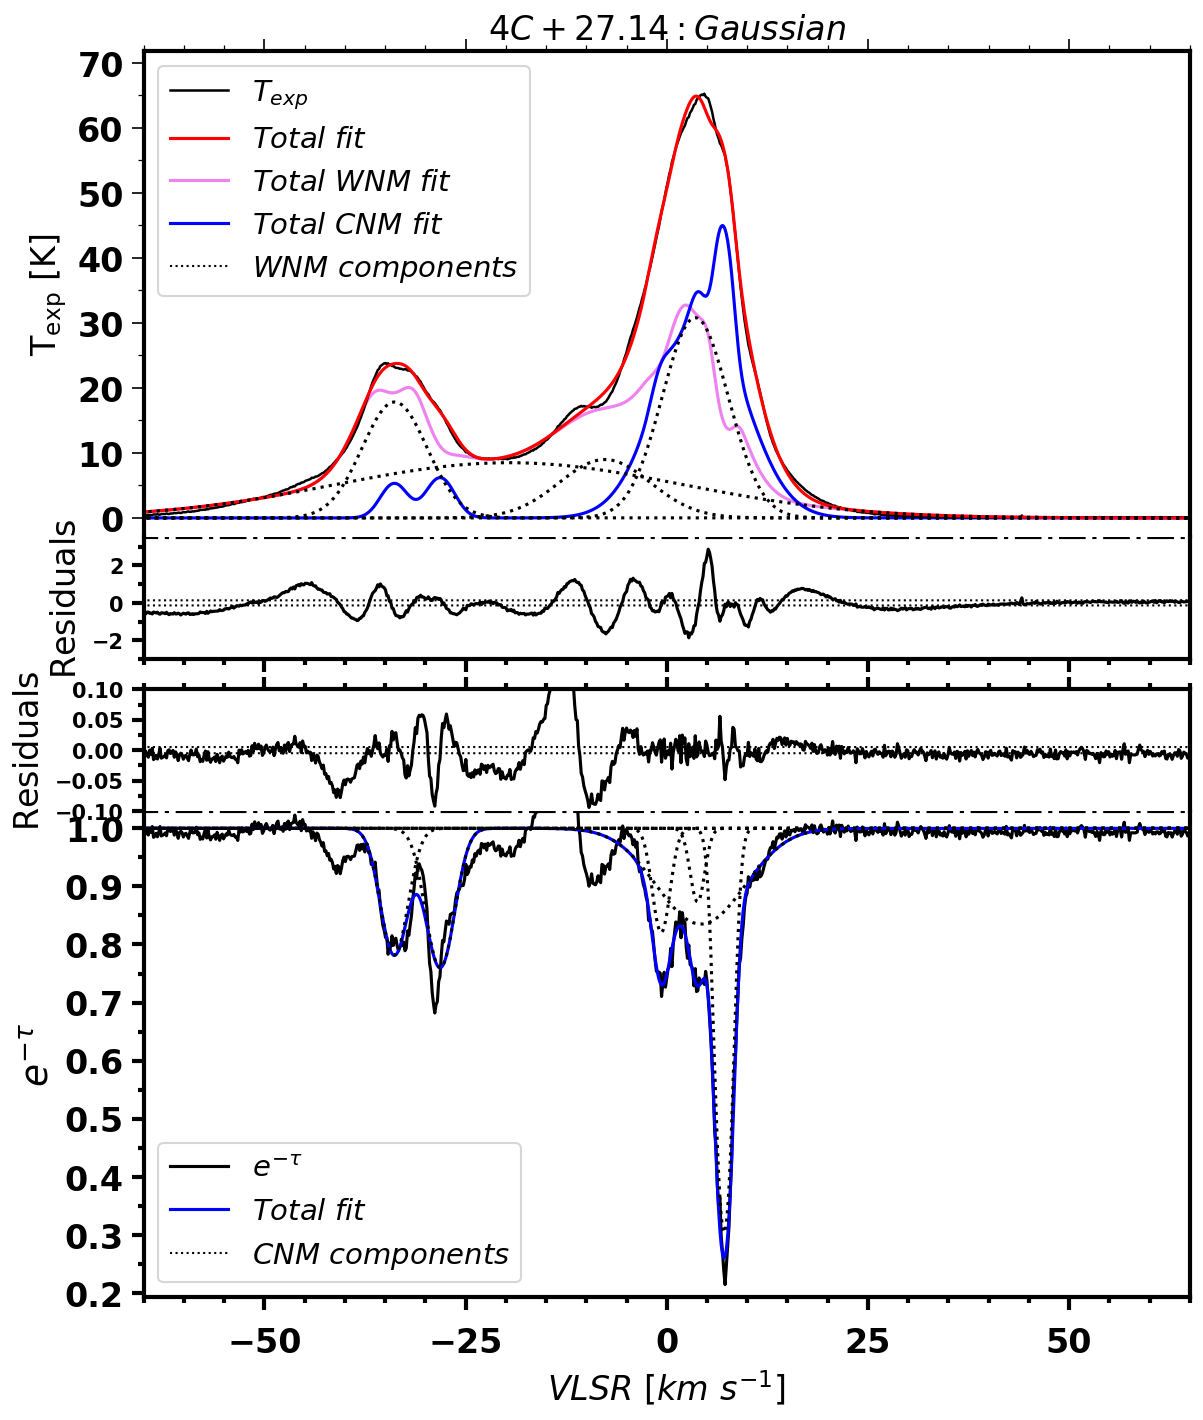 4C + 27.14 : Gaussian
70
60
50
40
30
20
10
0
T_exp [K]
T_exp
Total fit
Total WNM fit
Total CNM fit
WNM components
2
0
−2
Residuals
0.10
0.05
0.00
−0.05
−0.10
Residuals
1.0
0.9
0.8
0.7
0.6
0.5
0.4
0.3
0.2
e^{−τ}
e^{−τ}
Total fit
CNM components
−50 −25 0 25 50
VLSR [km s^{−1}]